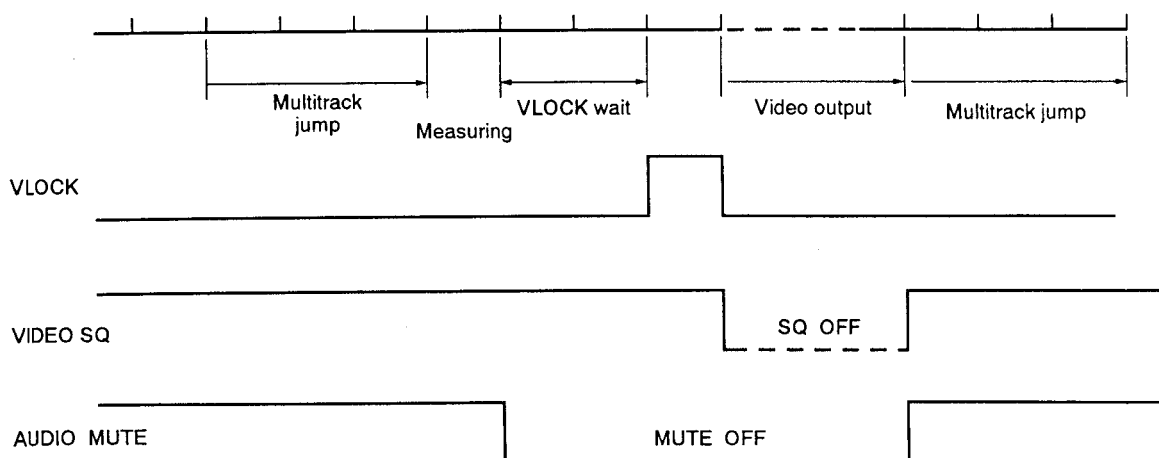 Multitrack
jump
Measuring
VLOCK wait
Video output
Multitrack jump
VLOCK
VIDEO SQ
SQ OFF
AUDIO MUTE
MUTE OFF